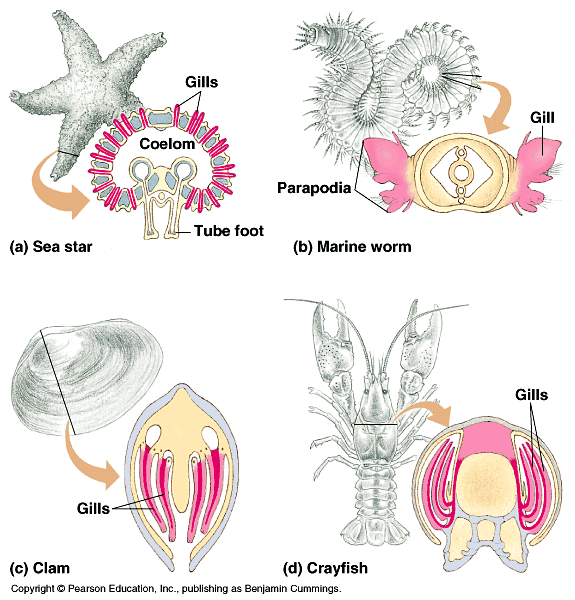 Gills
Coelom
Tube foot
(a) Sea star
Gill
Parapodia
(b) Marine worm
Gills
(c) Clam
Gills
(d) Crayfish
Copyright © Pearson Education, Inc., publishing as Benjamin Cummings.